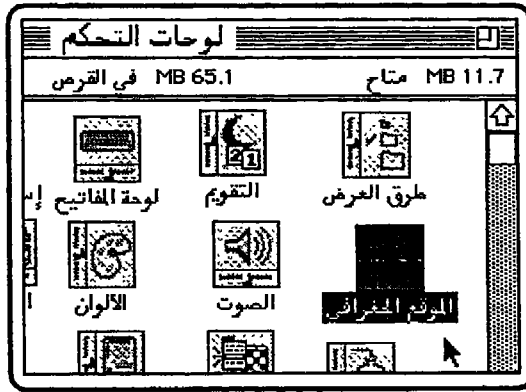 لوحات التحكم
MB 11.7 متاح MB 65.1 في القرص
طرق العرض التقويم لوحة المفاتيح
الموقع الجغرافي الصوت الالوان